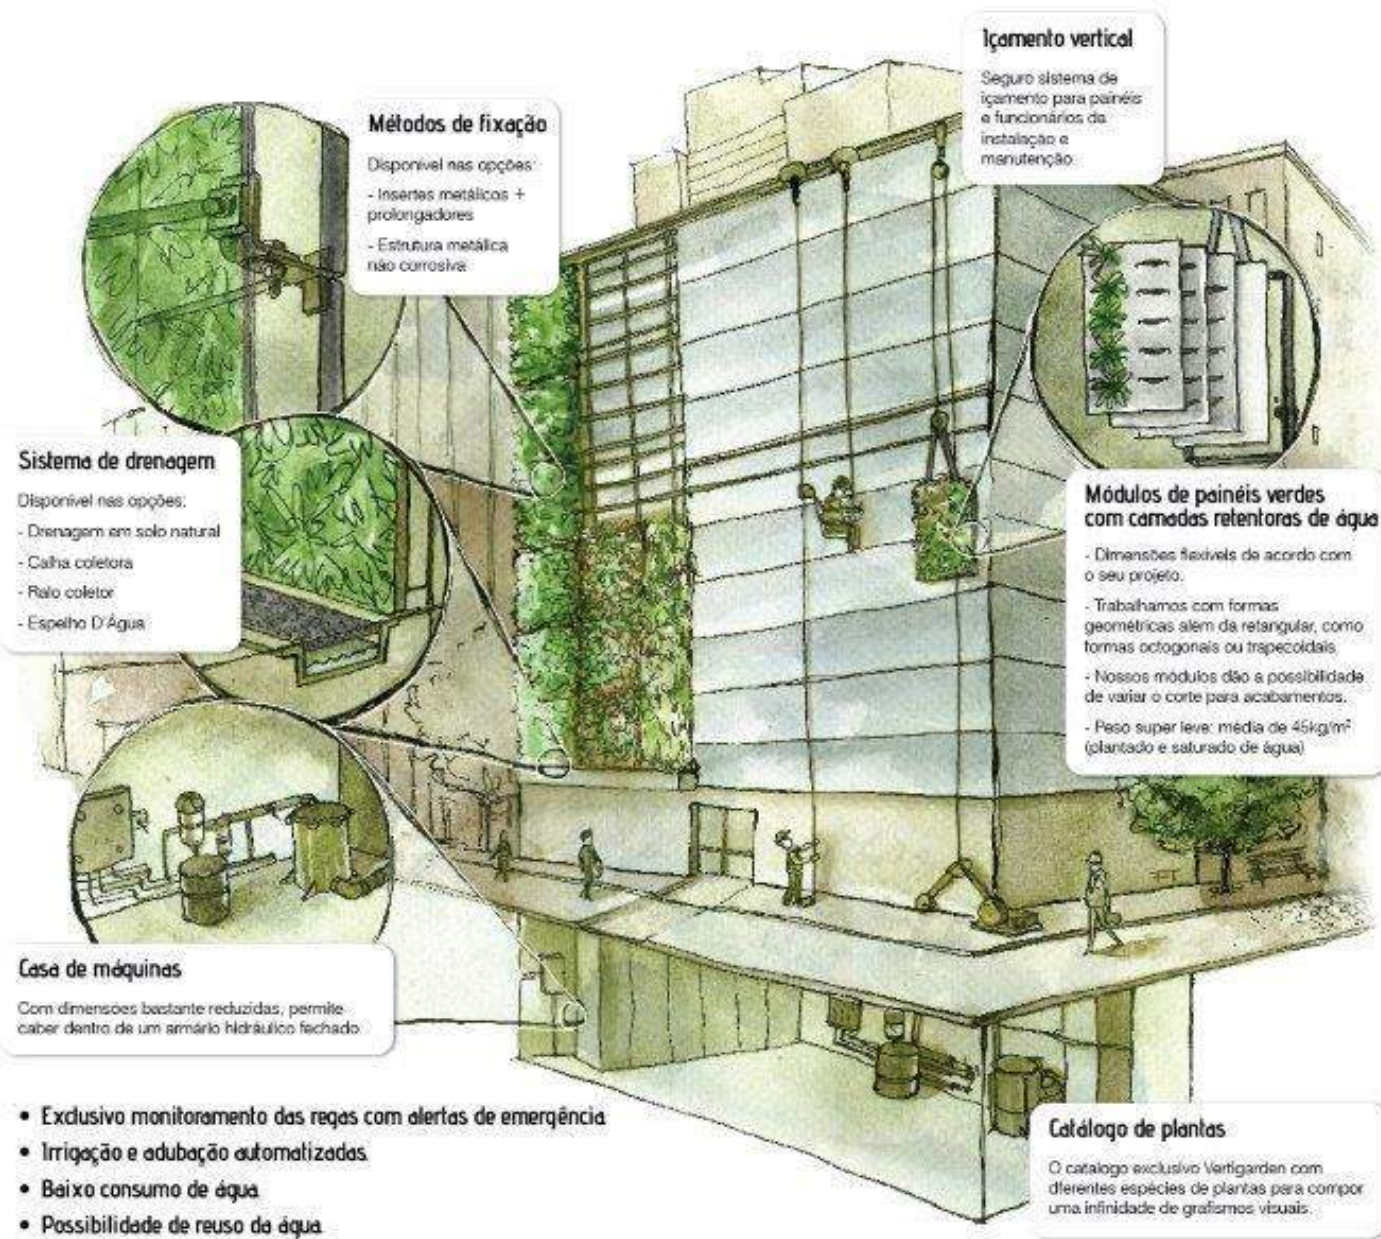 Içamento vertical
Seguro sistema de
içamento para painéis
e funcionários da
instalação e
manutenção
Métodos de fixação
Disponível nas opções:
- Insertes metálicos +
prolongadores
- Estrutura metálica
não corrosiva
Sistema de drenagem
Disponível nas opções:
- Drenagem em solo natural
- Calha coletora
- Ralo coletor
- Espelho D'Água
Módulos de painéis verdes
com camadas retentoras de água
- Dimensões flexíveis de acordo com
o seu projeto.
- Trabalhamos com formas
geométricas alem da retangular, como
formas octogonais ou trapezoidais
- Nossos módulos dão a possibilidade
de variar o corte para acabamentos.
- Peso super leve: média de 45kg/m²
(plantado e saturado de água)
Casa de máquinas
Com dimensões bastante reduzidas, permite
caber dentro de um armário hidráulico fechado
• Exclusivo monitoramento das regas com alertas de emergência
• Irrigação e adubação automatizadas
• Baixo consumo de água
• Possibilidade de reuso da água
Catálogo de plantas
O catalogo exclusivo Vertigarden com
diferentes espécies de plantas para compor
uma infinidade de grafismos visuais.